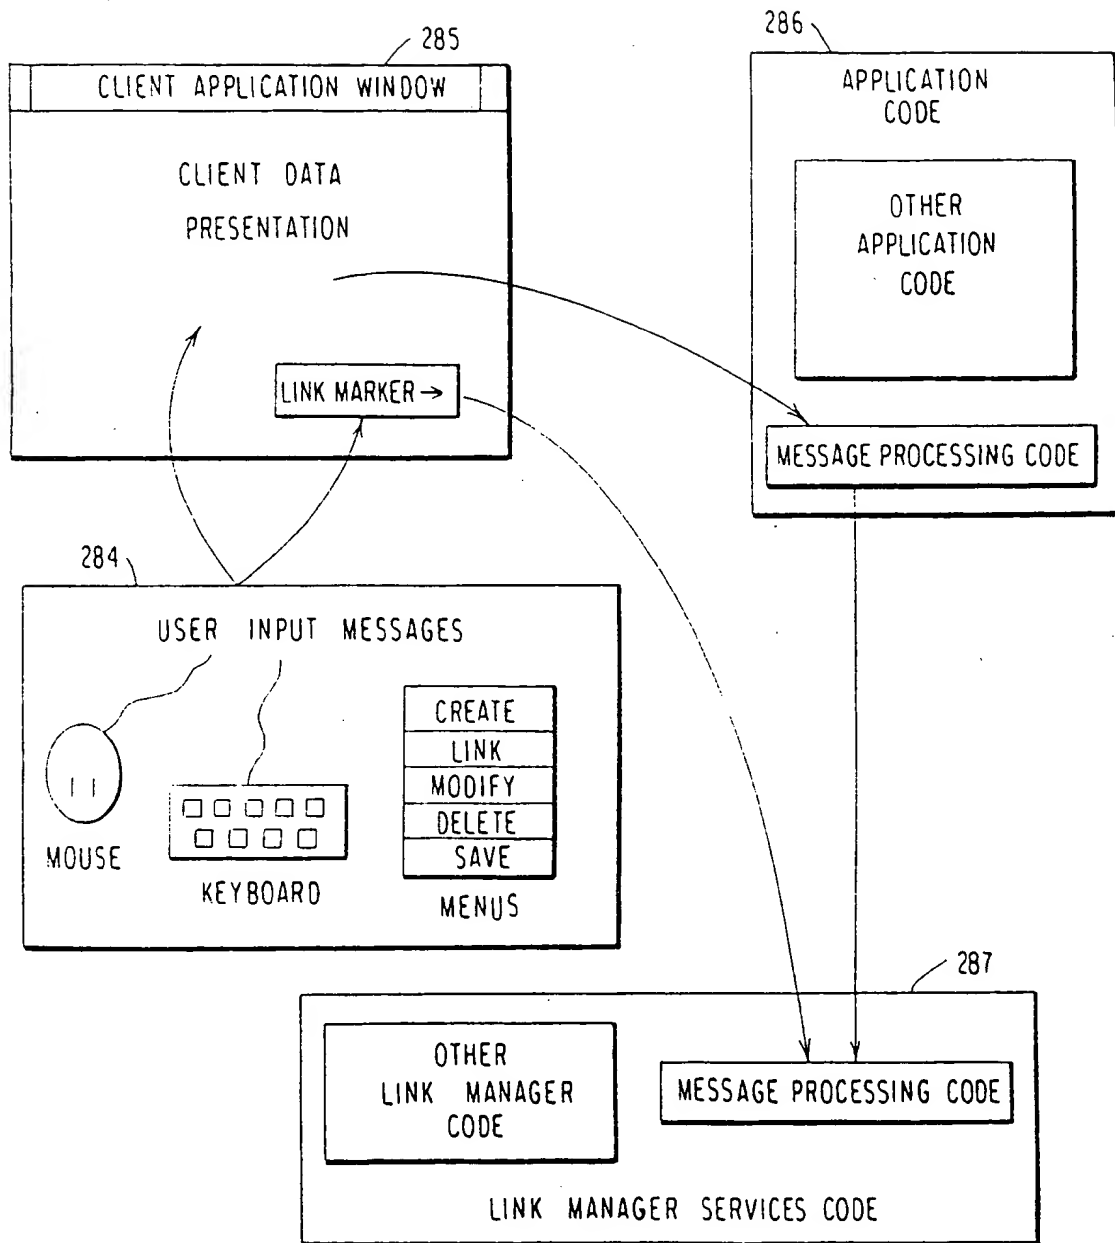 285
CLIENT APPLICATION WINDOW
CLIENT DATA
PRESENTATION
LINK MARKER →
286
APPLICATION
CODE
OTHER
APPLICATION
CODE
MESSAGE PROCESSING CODE
284
USER INPUT MESSAGES
MOUSE
KEYBOARD
CREATE
LINK
MODIFY
DELETE
SAVE
MENUS
287
OTHER
LINK MANAGER
CODE
MESSAGE PROCESSING CODE
LINK MANAGER SERVICES CODE